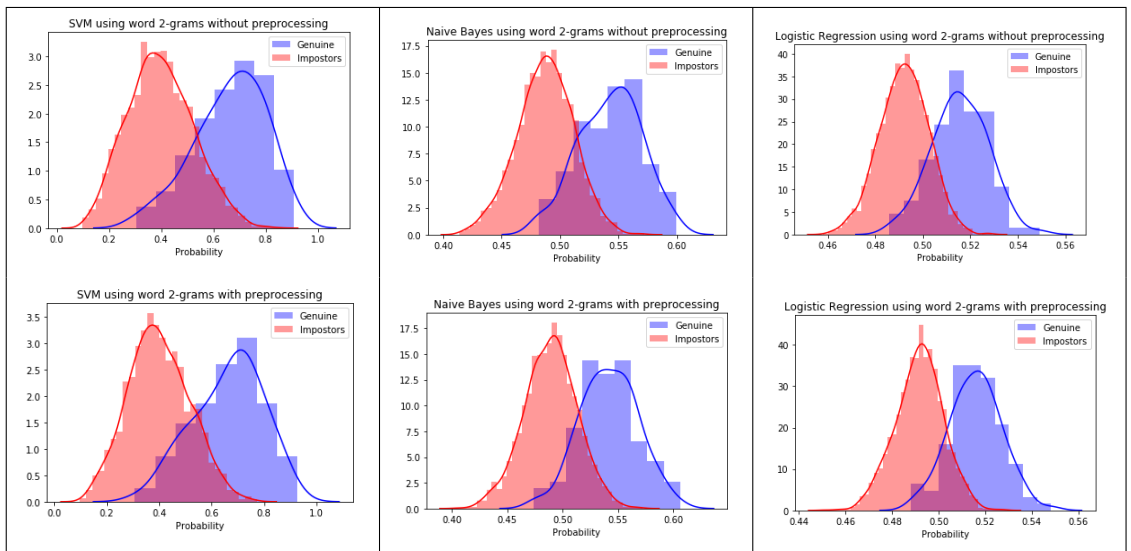 SVM using word 2-grams without preprocessing
Genuine
Impostors
3.0
2.5
2.0
1.5
1.0
0.5
0.0
0.0 0.2 0.4 0.6 0.8 1.0
Probability
Naive Bayes using word 2-grams without preprocessing
Genuine
Impostors
17.5
15.0
12.5
10.0
7.5
5.0
2.5
0.0
0.40 0.45 0.50 0.55 0.60
Probability
Logistic Regression using word 2-grams without preprocessing
Genuine
Impostors
40
35
30
25
20
15
10
5
0
0.46 0.48 0.50 0.52 0.54 0.56
Probability
SVM using word 2-grams with preprocessing
Genuine
Impostors
3.5
3.0
2.5
2.0
1.5
1.0
0.5
0.0
0.0 0.2 0.4 0.6 0.8 1.0
Probability
Naive Bayes using word 2-grams with preprocessing
Genuine
Impostors
17.5
15.0
12.5
10.0
7.5
5.0
2.5
0.0
0.40 0.45 0.50 0.55 0.60
Probability
Logistic Regression using word 2-grams with preprocessing
Genuine
Impostors
40
30
20
10
0
0.44 0.46 0.48 0.50 0.52 0.54 0.56
Probability